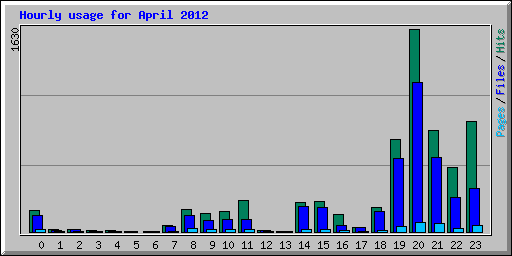 Hourly usage for April 2012
1630
Pages / Files / Hits
0 1 2 3 4 5 6 7 8 9 10 11 12 13 14 15 16 17 18 19 20 21 22 23